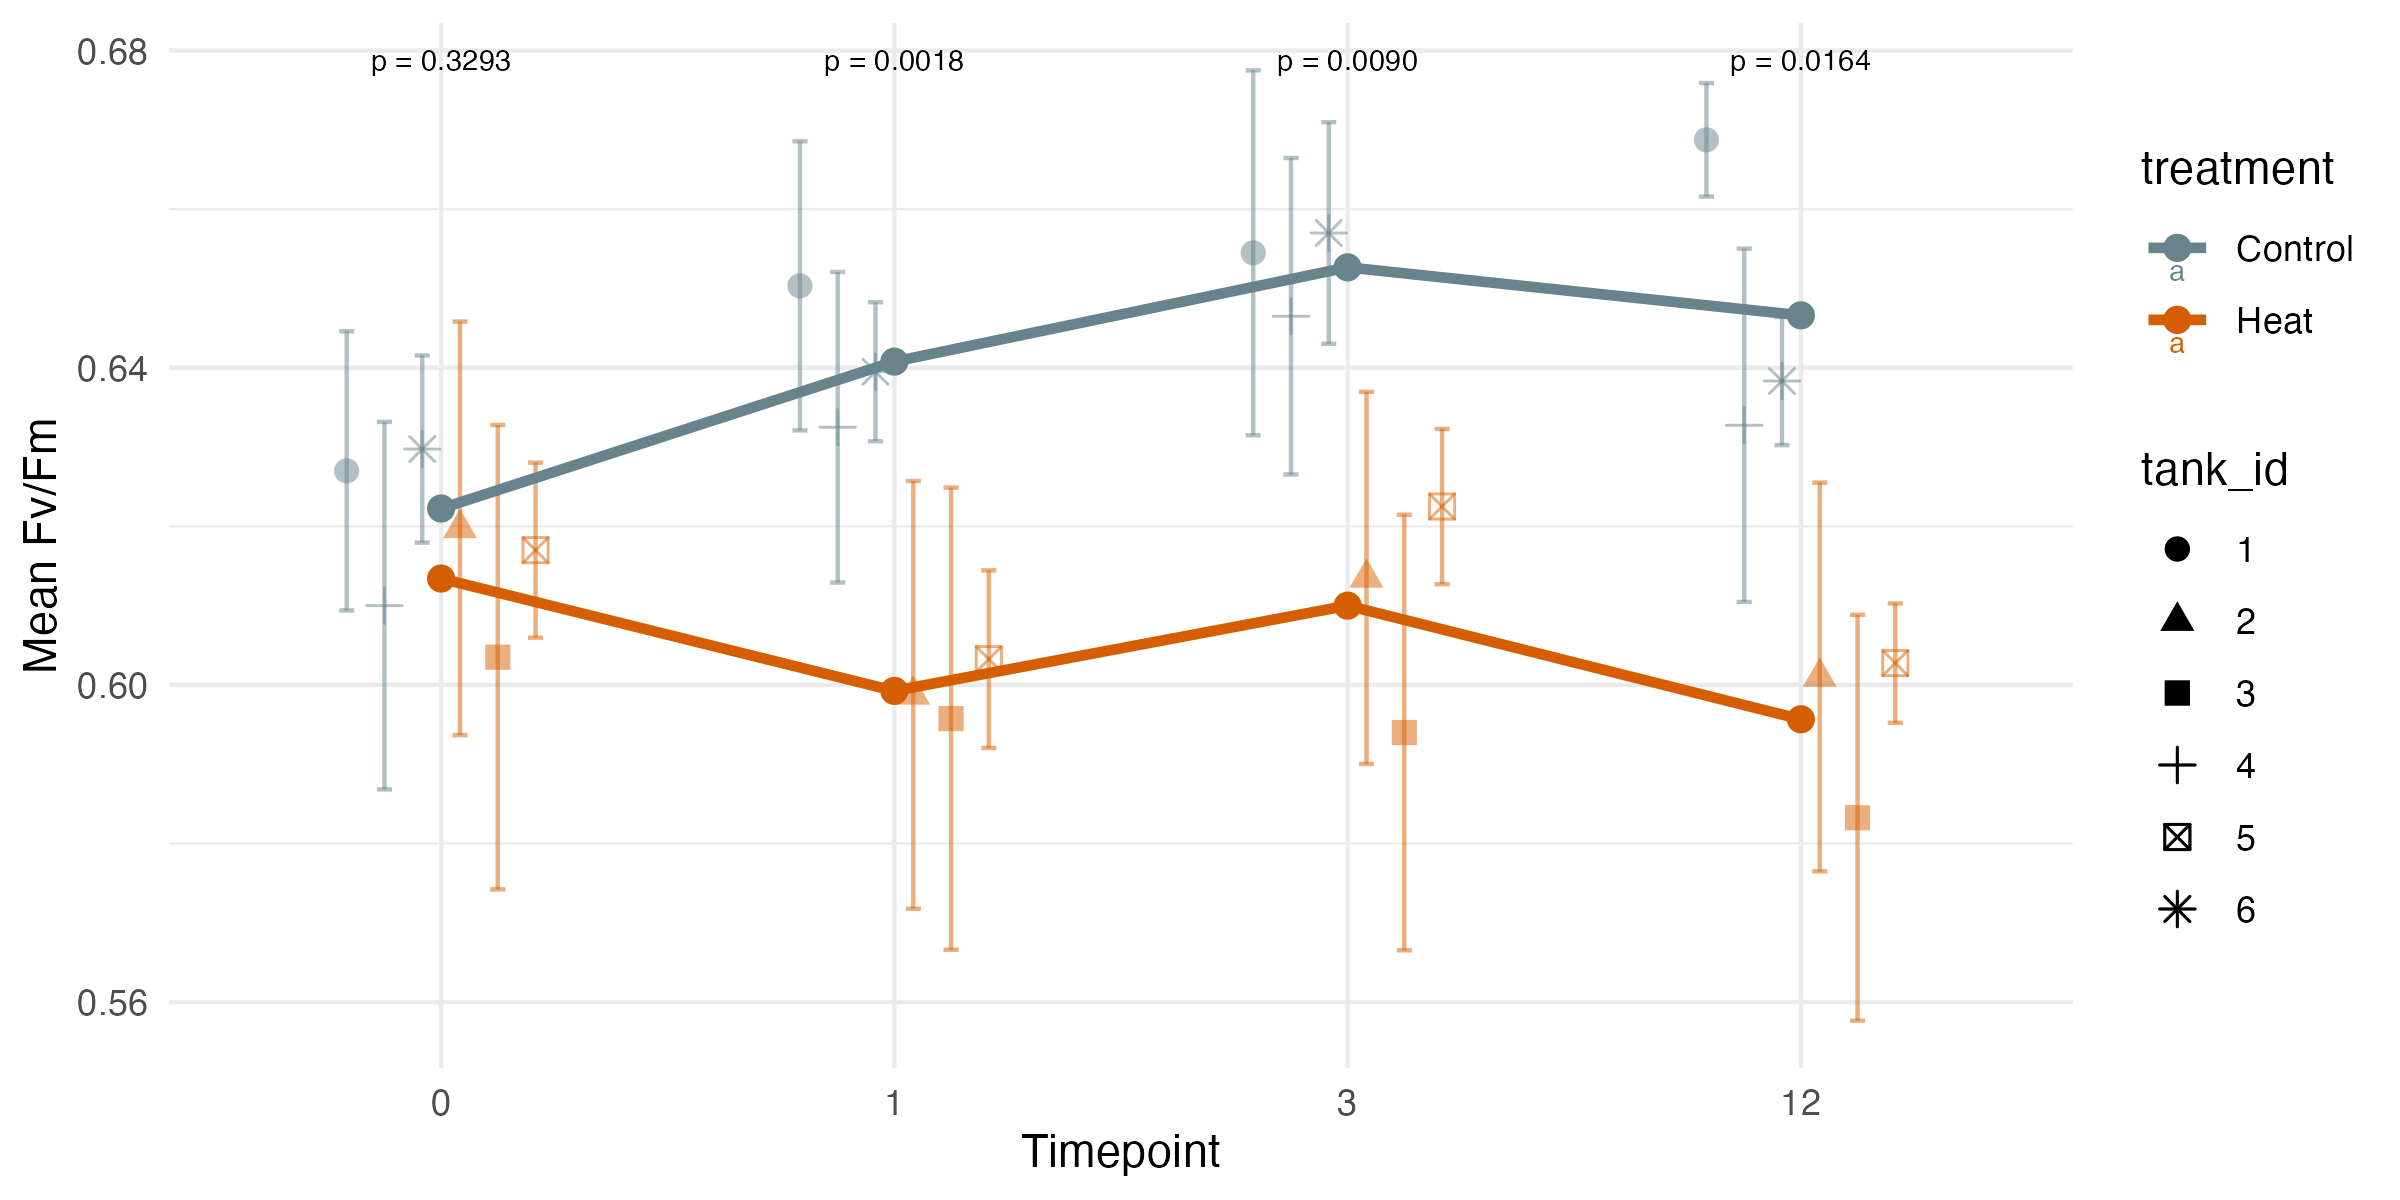 p = 0.3293
p = 0.0018
p = 0.0090
p = 0.0164
0.68
0.64
0.60
0.56
Mean Fv/Fm
0
1
3
12
Timepoint
treatment
Control
a
Heat
a
tank_id
1
2
3
4
5
6